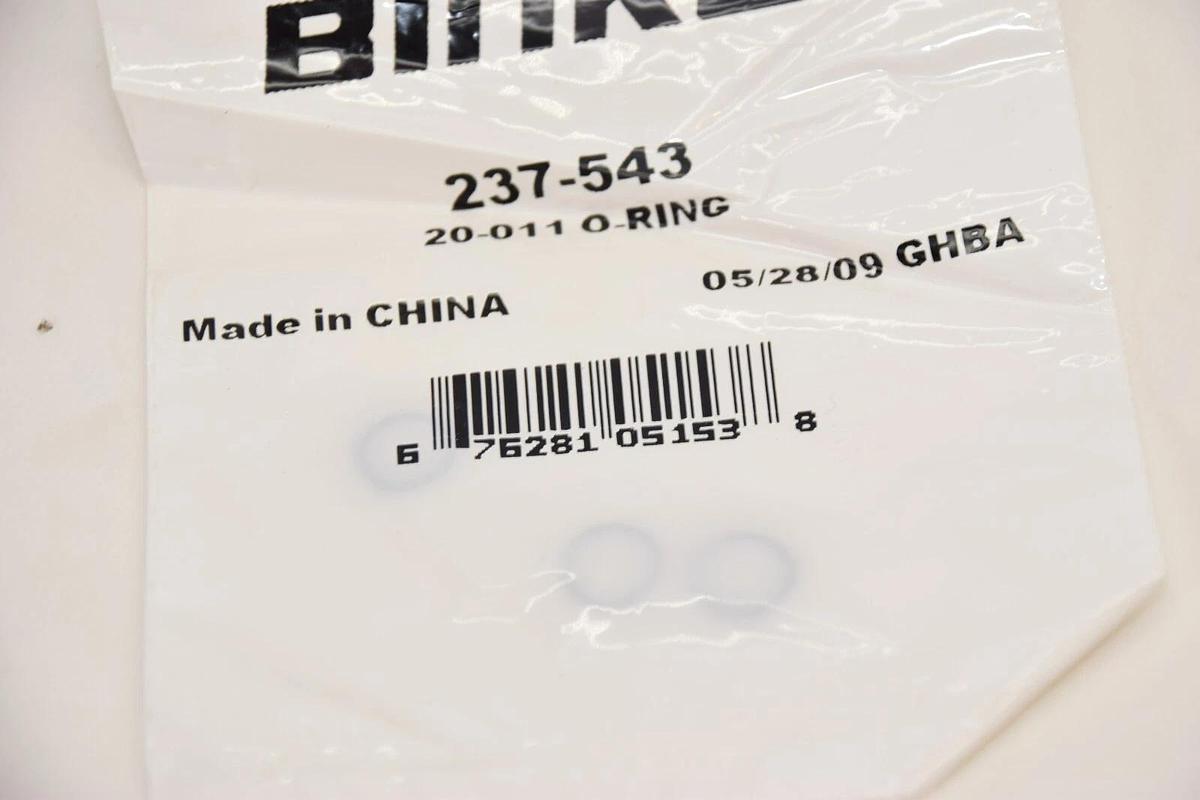 237-543
20-011 O-RING
05/28/09 GHBA
Made in CHINA
6 76281 05153 8